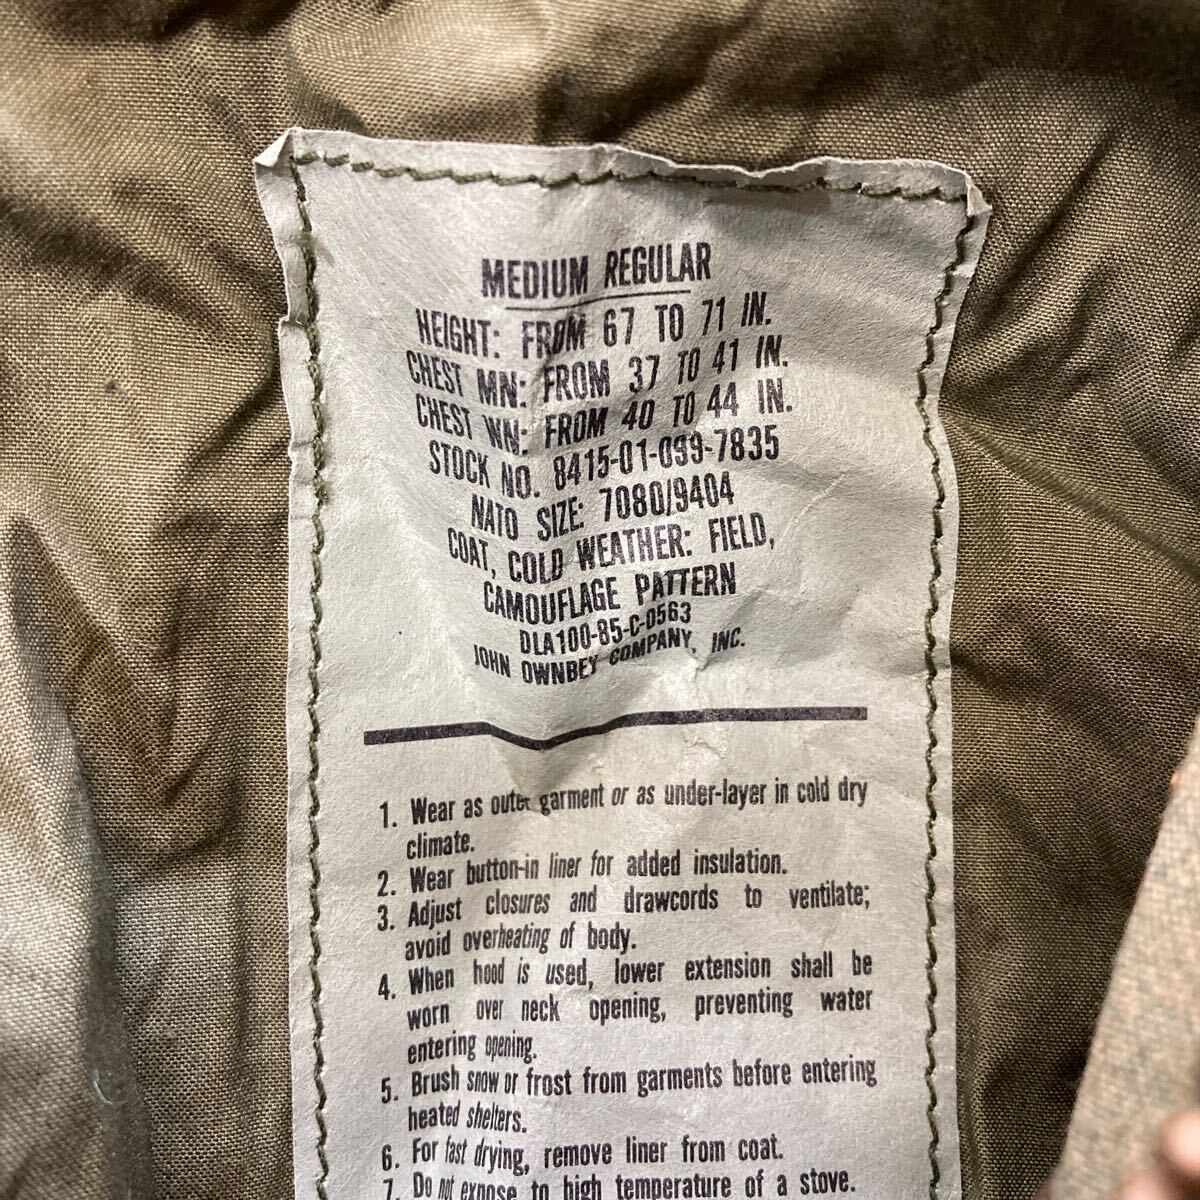 MEDIUM REGULAR
HEIGHT: FROM 67 TO 71 IN.
CHEST MN: FROM 37 TO 41 IN.
CHEST WN: FROM 40 TO 44 IN.
STOCK NO. 8415-01-099-7835
NATO SIZE: 7080/9404
COAT, COLD WEATHER: FIELD,
CAMOUFLAGE PATTERN
DLA100-85-C-0563
JOHN OWNBEY COMPANY, INC.
1. Wear as outer garment or as under-layer in cold dry
climate.
2. Wear button-in liner for added insulation.
3. Adjust closures and drawcords to ventilate;
avoid overheating of body.
4. When hood is used, lower extension shall be
worn over neck opening, preventing water
entering opening.
5. Brush snow or frost from garments before entering
heated shelters.
6. For fast drying, remove liner from coat.
7. Do not expose to high temperature of a stove.